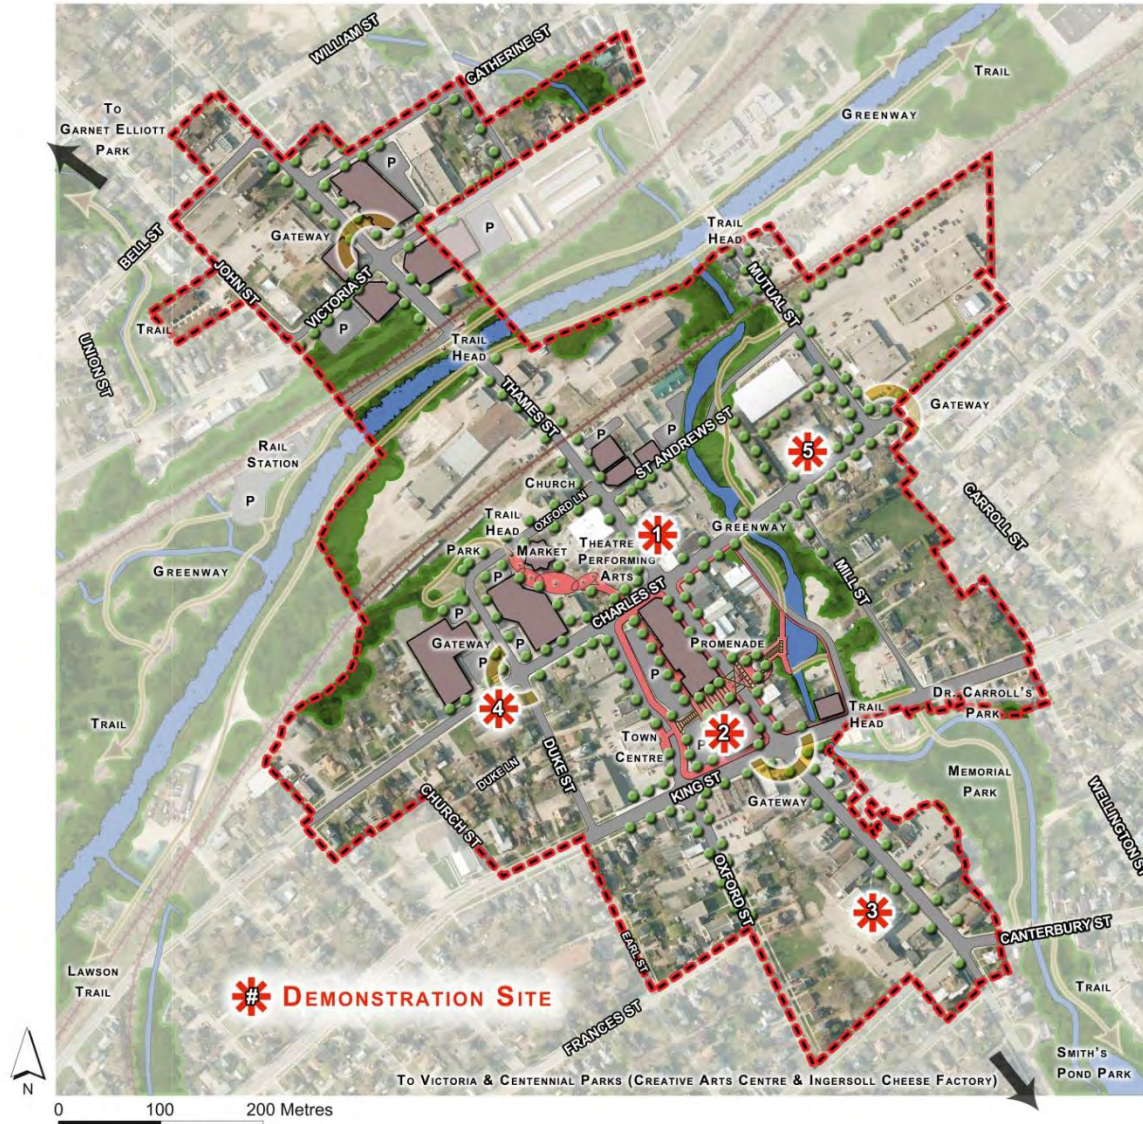 WILLIAM ST
CATHERINE ST
TO
GARNET ELLIOTT
PARK
TRAIL
GREENWAY
P
BELL ST
GATEWAY
P
TRAIL
HEAD
JOHN ST
MUTUAL ST
VICTORIA ST
P
TRAIL
UNION ST
TRAIL
HEAD
THAMES ST
GATEWAY
RAIL
STATION
P
P
P
ST ANDREWS ST
5
CHURCH
OXFORD LN
CARROLL ST
TRAIL
HEAD
GREENWAY
1
PARK
MARKET
THEATRE
PERFORMING
ARTS
GREENWAY
P
MILL ST
CHARLES ST
P
GATEWAY
P
P
PROMENADE
P
4
DR. CARROLL'S
PARK
TRAIL
HEAD
TRAIL
TOWN
CENTRE
P
2
DUKE ST
DUKE LN
MEMORIAL
PARK
CHURCH ST
KING ST
GATEWAY
WELLINGTON ST
OXFORD ST
3
CANTERBURY ST
EARL ST
LAWSON
TRAIL
# DEMONSTRATION SITE
TRAIL
FRANCES ST
SMITH'S
POND PARK
TO VICTORIA & CENTENNIAL PARKS (CREATIVE ARTS CENTRE & INGERSOLL CHEESE FACTORY)
N
0 100 200 Metres